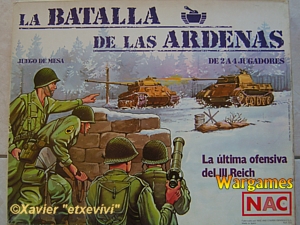 LA BATALLA
DE LAS ARDENAS
JUEGO DE MESA
DE 2 A 4 JUGADORES
La última ofensiva
del III Reich
Wargames
NAC
©Xavier "etxevivi"